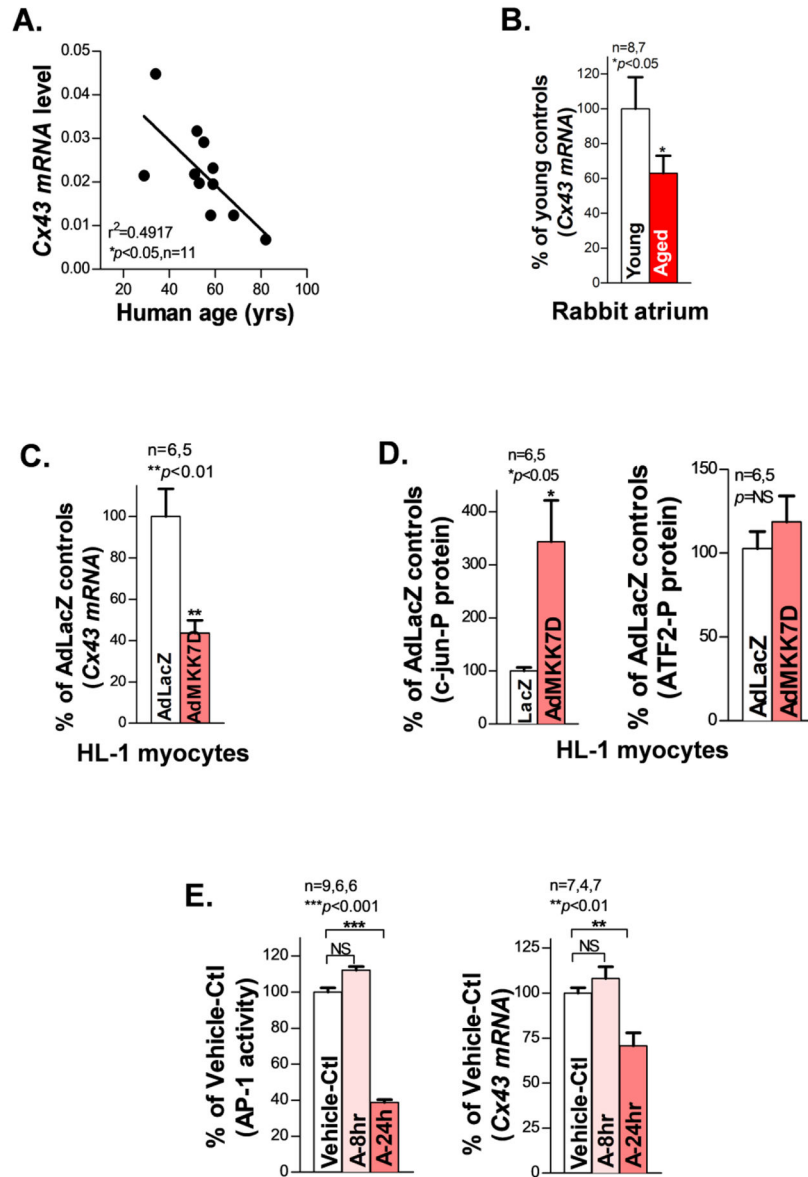 A.
Cx43 mRNA level
0.05
0.04
0.03
0.02
0.01
0.00
r²=0.4917
*p<0.05,n=11
20 40 60 80 100
Human age (yrs)
B.
n=8,7
*p<0.05
% of young controls
(Cx43 mRNA)
120
100
80
60
40
20
0
*
Young
Aged
Rabbit atrium
C.
n=6,5
**p<0.01
% of AdLacZ controls
(Cx43 mRNA)
120
100
80
60
40
20
0
**
AdLacZ
AdMKK7D
HL-1 myocytes
D.
n=6,5
*p<0.05
% of AdLacZ controls
(c-jun-P protein)
400
300
200
100
0
*
LacZ
AdMKK7D
% of AdLacZ controls
(ATF2-P protein)
150
100
50
0
n=6,5
p=NS
AdLacZ
AdMKK7D
HL-1 myocytes
E.
n=9,6,6
***p<0.001
***
NS
% of Vehicle-Ctl
(AP-1 activity)
120
100
80
60
40
20
0
Vehicle-Ctl
A-8hr
A-24h
n=7,4,7
**p<0.01
**
NS
% of Vehicle-Ctl
(Cx43 mRNA)
125
100
75
50
25
0
Vehicle-Ctl
A-8hr
A-24hr